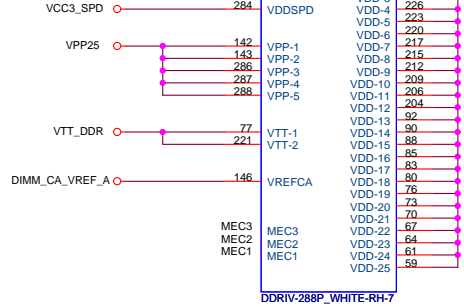 VDD-3
VCC3_SPD 284 VDDSPD VDD-4 226
VDD-5 223
VDD-6 220
VPP25 142 VPP-1 VDD-7 217
143 VPP-2 VDD-8 215
286 VPP-3 VDD-9 212
287 VPP-4 VDD-10 209
288 VPP-5 VDD-11 206
VDD-12 204
VDD-13 92
VTT_DDR 77 VTT-1 VDD-14 90
221 VTT-2 VDD-15 88
VDD-16 85
VDD-17 83
DIMM_CA_VREF_A 146 VREFCA VDD-18 80
VDD-19 76
VDD-20 73
VDD-21 70
MEC3 MEC3 VDD-22 67
MEC2 MEC2 VDD-23 64
MEC1 MEC1 VDD-24 61
VDD-25 59
DDRIV-288P_WHITE-RH-7